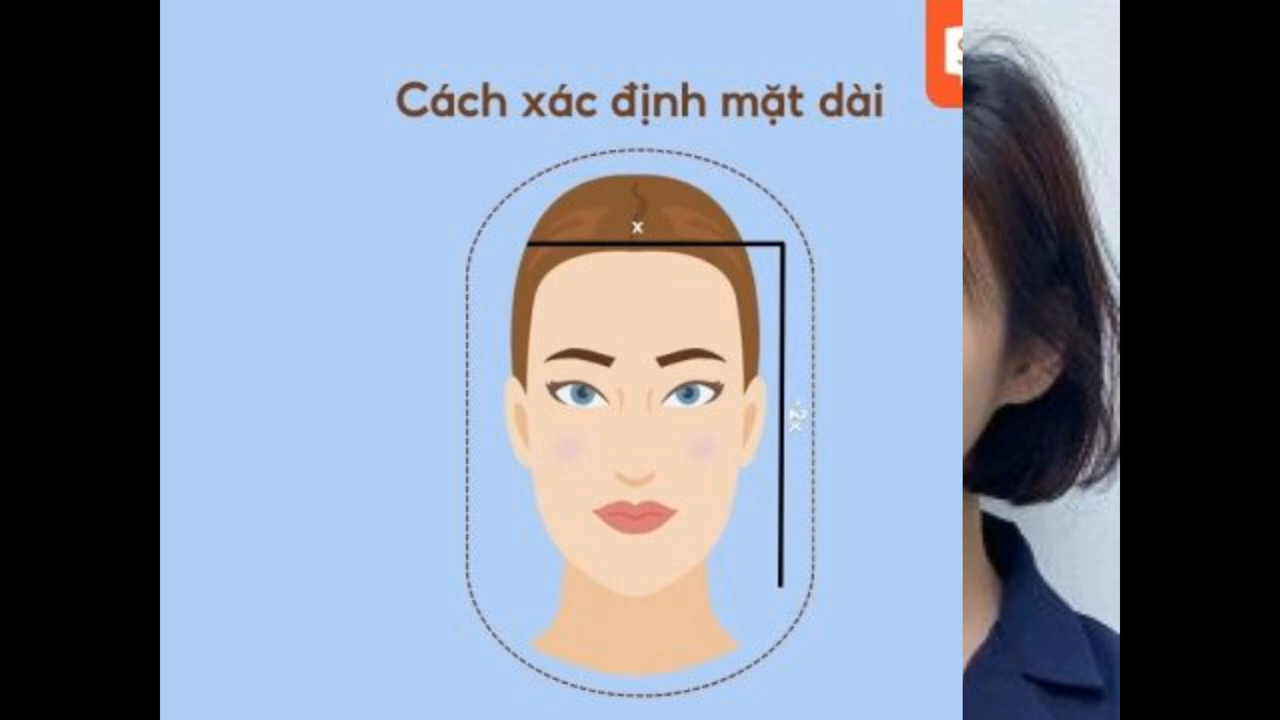 Cách xác định mặt dài
x
~2x